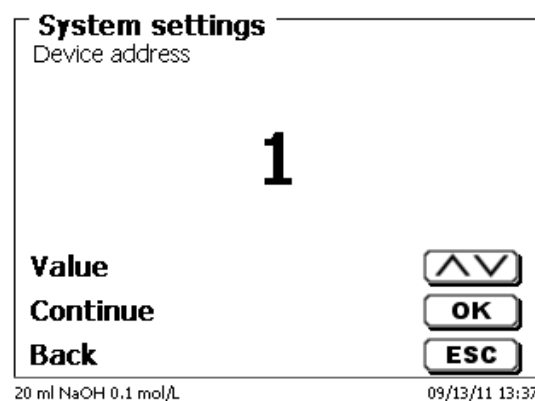 System settings
Device address
1
Value
Continue OK
Back ESC
20 ml NaOH 0.1 mol/L 09/13/11 13:37